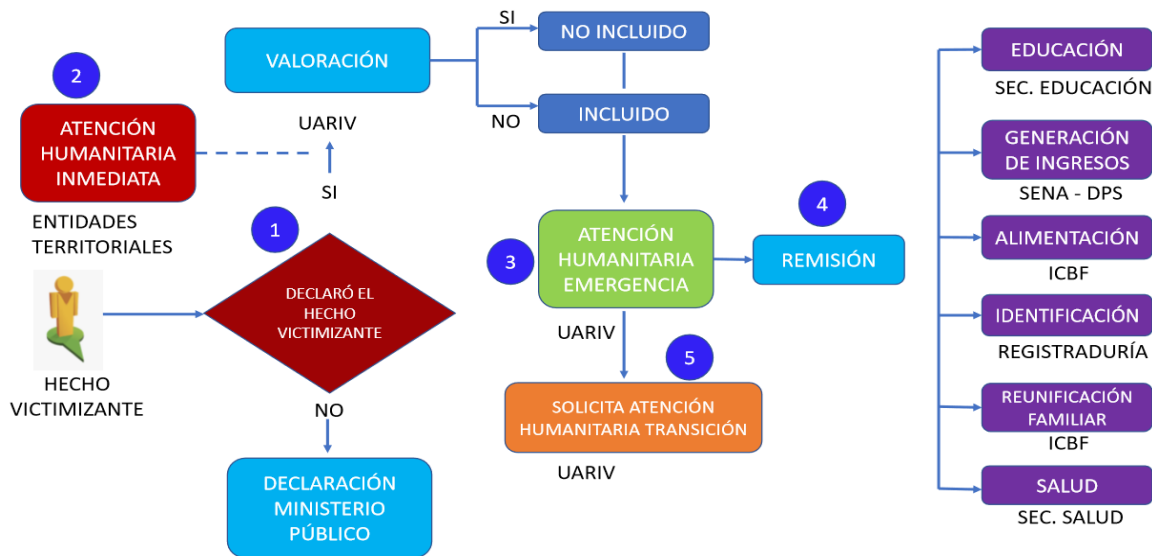 SI
NO INCLUIDO
VALORACIÓN
INCLUIDO
NO
2
UARIV
ATENCIÓN
HUMANITARIA
INMEDIATA
SI
ENTIDADES
TERRITORIALES
1
DECLARÓ EL
HECHO
VICTIMIZANTE
HECHO
VICTIMIZANTE
NO
DECLARACIÓN
MINISTERIO
PÚBLICO
3
ATENCIÓN
HUMANITARIA
EMERGENCIA
UARIV
4
REMISIÓN
5
SOLICITA ATENCIÓN
HUMANITARIA TRANSICIÓN
UARIV
EDUCACIÓN
SEC. EDUCACIÓN
GENERACIÓN
DE INGRESOS
SENA - DPS
ALIMENTACIÓN
ICBF
IDENTIFICACIÓN
REGISTRADURÍA
REUNIFICACIÓN
FAMILIAR
ICBF
SALUD
SEC. SALUD